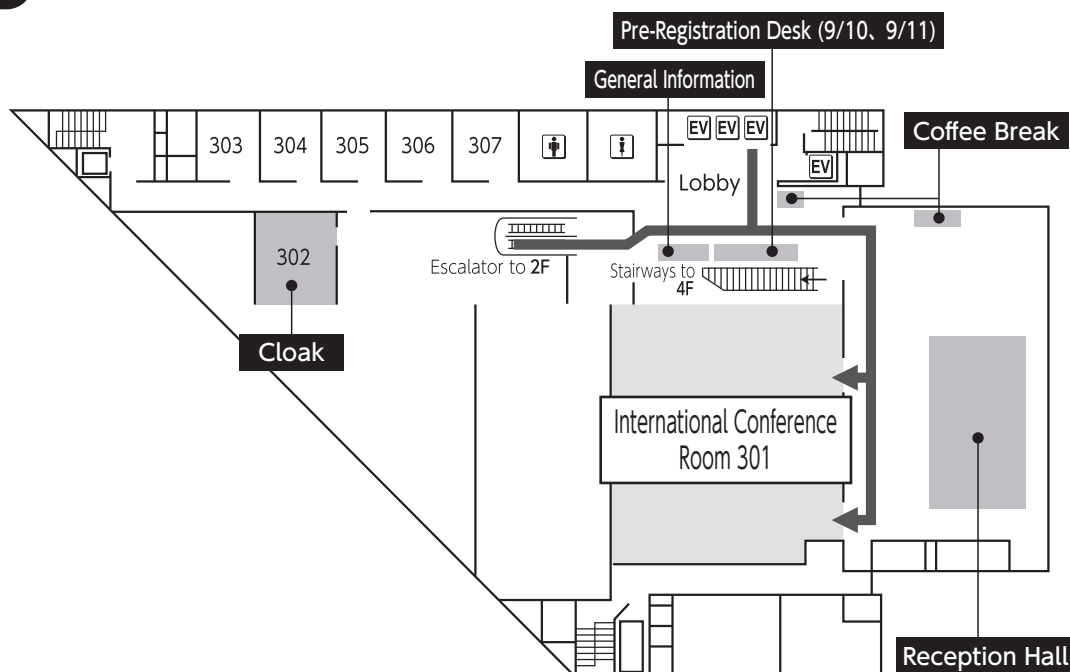 Pre-Registration Desk (9/10、9/11)
General Information
Coffee Break
EV EV EV
303 304 305 306 307
EV
Lobby
302
Escalator to 2F
Stairways to
4F
Cloak
International Conference
Room 301
Reception Hall